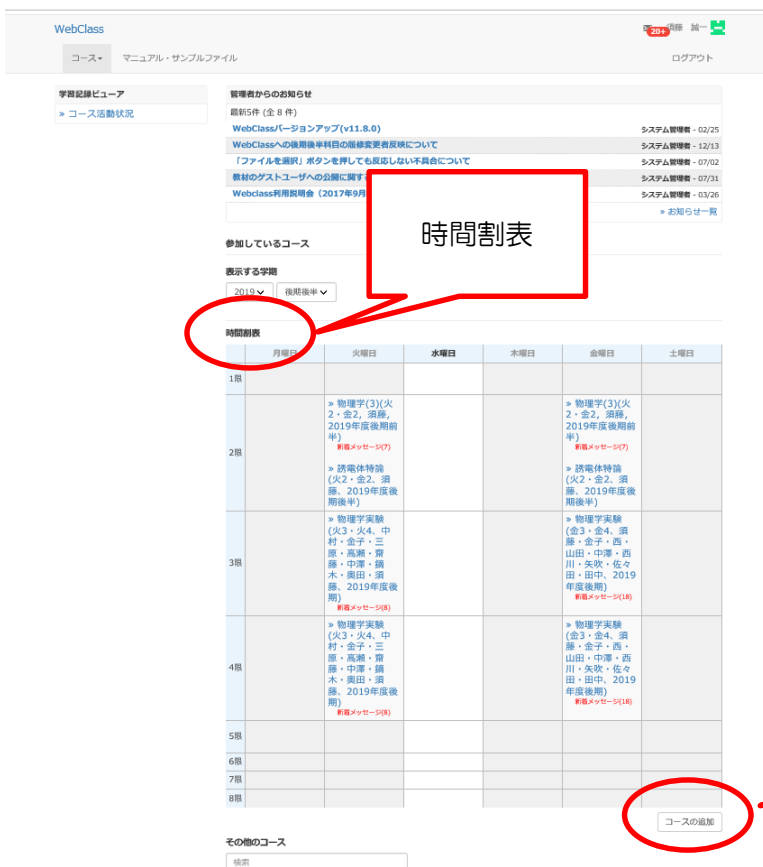 WebClass
20+
須藤 誠一
コース マニュアル・サンプルファイル ログアウト
学習記録ビューア
» コース活動状況
管理者からのお知らせ
最新5件 (全 8 件)
WebClassバージョンアップ(v11.8.0) システム管理者 - 02/25
WebClassへの後期後半科目の履修変更者反映について システム管理者 - 12/13
「ファイルを選択」ボタンを押しても反応しない不具合について システム管理者 - 07/02
教材のゲストユーザへの公開に関す システム管理者 - 07/31
Webclass利用説明会（2017年9月 システム管理者 - 03/26
» お知らせ一覧
時間割表
参加しているコース
表示する学期
2019 後期後半
時間割表
月曜日 火曜日 水曜日 木曜日 金曜日 土曜日
1限
2限
» 物理学(3)(火
2・金2, 須藤,
2019年度後期前
半)
新着メッセージ(7)
» 誘電体特論
(火2・金2、須
藤、2019年度後
期後半)
» 物理学(3)(火
2・金2, 須藤,
2019年度後期前
半)
新着メッセージ(7)
» 誘電体特論
(火2・金2、須
藤、2019年度後
期後半)
3限
» 物理学実験
(火3・火4、中
村・金子・三
原・高瀬・齋
藤・中澤・鏑
木・奥田・須
藤、2019年度後
期)
新着メッセージ(8)
» 物理学実験
(金3・金4、須
藤・金子・西・
山田・中澤・西
川・矢吹・佐々
田・田中、2019
年度後期)
新着メッセージ(18)
4限
» 物理学実験
(火3・火4、中
村・金子・三
原・高瀬・齋
藤・中澤・鏑
木・奥田・須
藤、2019年度後
期)
新着メッセージ(8)
» 物理学実験
(金3・金4、須
藤・金子・西・
山田・中澤・西
川・矢吹・佐々
田・田中、2019
年度後期)
新着メッセージ(18)
5限
6限
7限
8限
コースの追加
その他のコース
検索